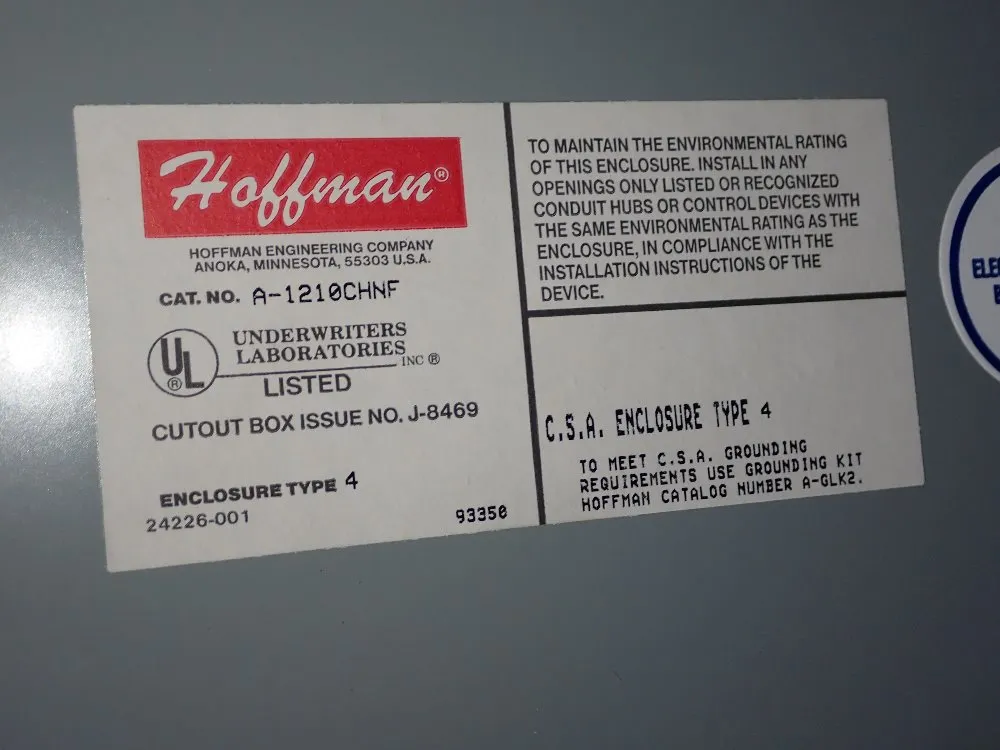 Hoffman®
HOFFMAN ENGINEERING COMPANY
ANOKA, MINNESOTA, 55303 U.S.A.
CAT. NO. A-1210CHNF
UL®
UNDERWRITERS
LABORATORIES INC®
LISTED
CUTOUT BOX ISSUE NO. J-8469
ENCLOSURE TYPE 4
24226-001
93350
TO MAINTAIN THE ENVIRONMENTAL RATING
OF THIS ENCLOSURE. INSTALL IN ANY
OPENINGS ONLY LISTED OR RECOGNIZED
CONDUIT HUBS OR CONTROL DEVICES WITH
THE SAME ENVIRONMENTAL RATING AS THE
ENCLOSURE, IN COMPLIANCE WITH THE
INSTALLATION INSTRUCTIONS OF THE
DEVICE.
C.S.A. ENCLOSURE TYPE 4
TO MEET C.S.A. GROUNDING
REQUIREMENTS USE GROUNDING KIT
HOFFMAN CATALOG NUMBER A-GLK2.